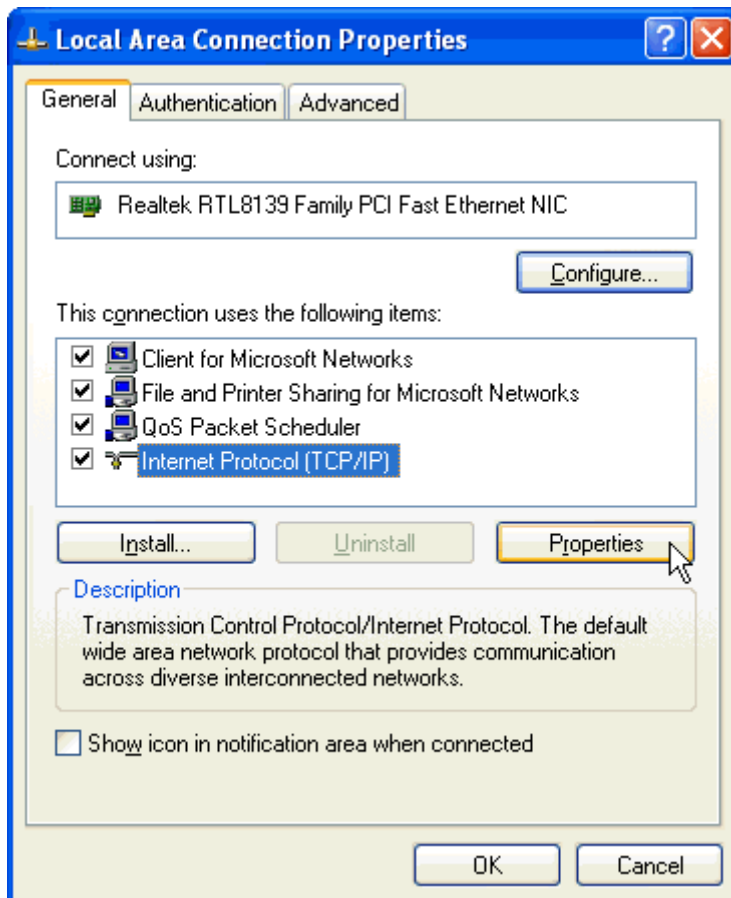 Local Area Connection Properties
General Authentication Advanced
Connect using:
Realtek RTL8139 Family PCI Fast Ethernet NIC
Configure...
This connection uses the following items:
Client for Microsoft Networks
File and Printer Sharing for Microsoft Networks
QoS Packet Scheduler
Internet Protocol (TCP/IP)
Install... Uninstall Properties
Description
Transmission Control Protocol/Internet Protocol. The default
wide area network protocol that provides communication
across diverse interconnected networks.
Show icon in notification area when connected
OK Cancel